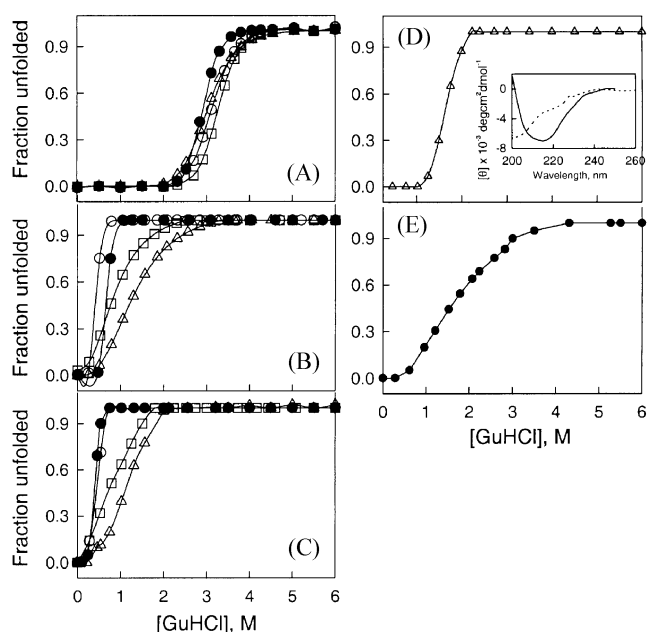 Fraction unfolded
0.9
0.6
0.3
0.0
(A)
Fraction unfolded
0.9
0.6
0.3
0.0
(B)
Fraction unfolded
0.9
0.6
0.3
0.0
(C)
0 1 2 3 4 5 6
[GuHCl], M
(D)
0.9
0.6
0.3
0.0
[θ] x 10⁻³ degcm²dmol⁻¹
0
-4
-8
200 220 240 260
Wavelength, nm
(E)
0.9
0.6
0.3
0.0
0 1 2 3 4 5 6
[GuHCl], M